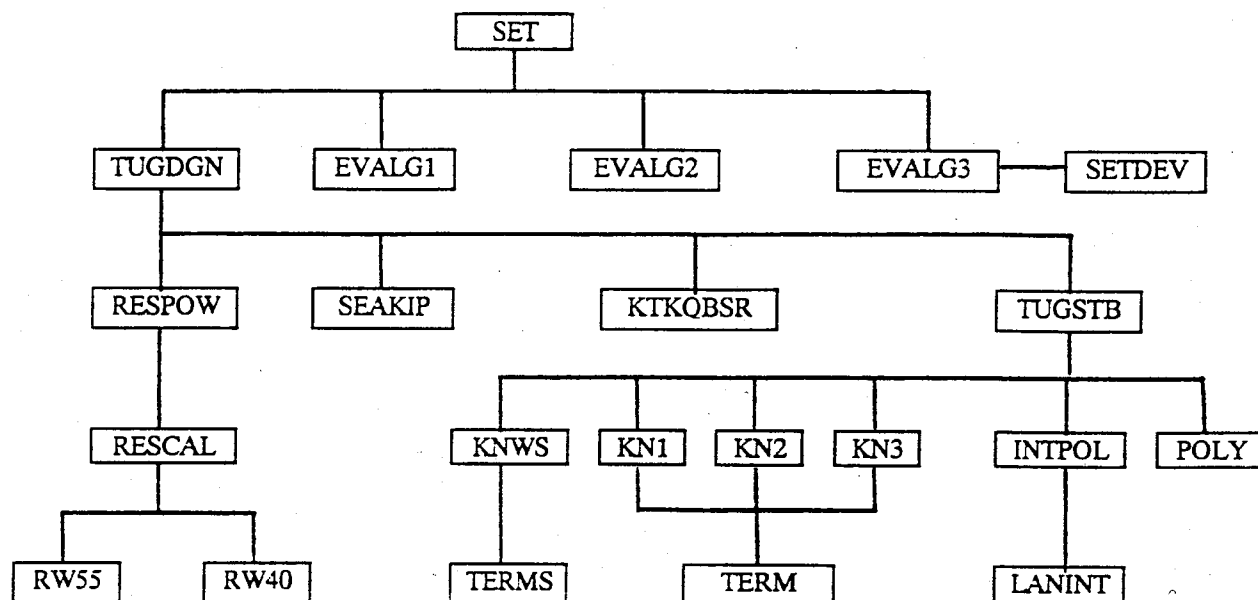 SET
TUGDGN
EVALG1
EVALG2
EVALG3
SETDEV
RESPOW
SEAKIP
KTKQBSR
TUGSTB
RESCAL
KNWS
KN1
KN2
KN3
INTPOL
POLY
RW55
RW40
TERMS
TERM
LANINT